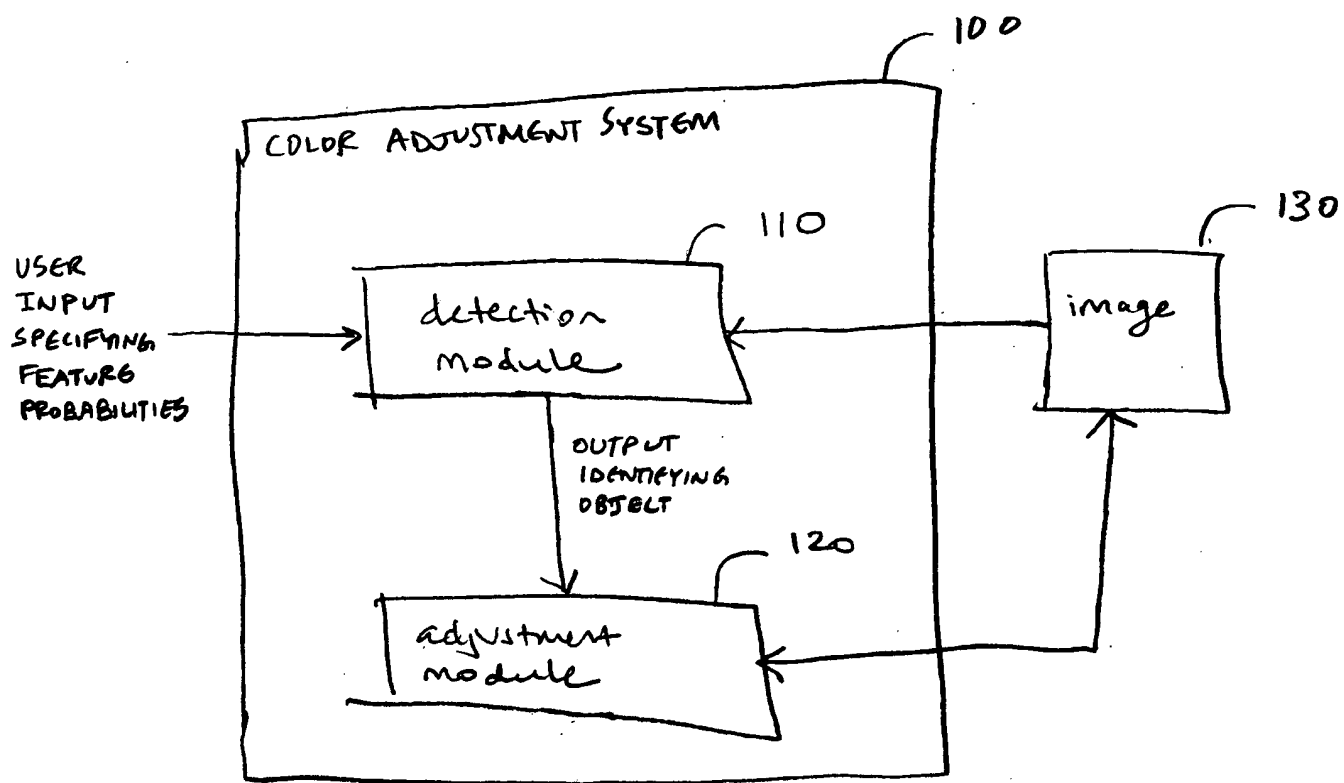 100
COLOR ADJUSTMENT SYSTEM
110
130
USER
INPUT
SPECIFYING
FEATURE
PROBABILITIES
detection
module
image
OUTPUT
IDENTIFYING
OBJECT
120
adjustment
module